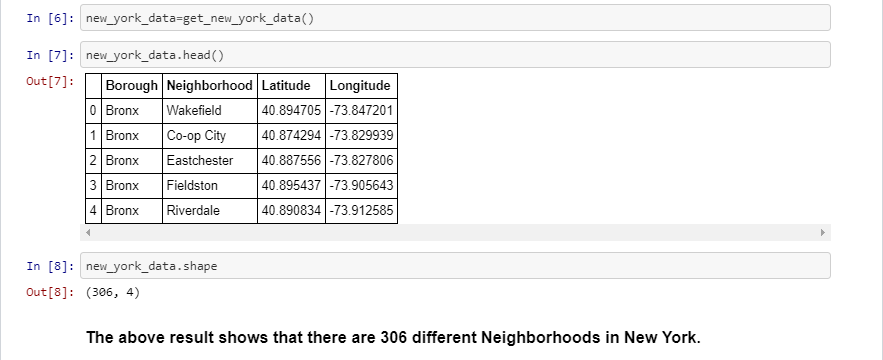 In [6]: new_york_data=get_new_york_data()
In [7]: new_york_data.head()
Out[7]:
Borough Neighborhood Latitude Longitude
0 Bronx Wakefield 40.894705 -73.847201
1 Bronx Co-op City 40.874294 -73.829939
2 Bronx Eastchester 40.887556 -73.827806
3 Bronx Fieldston 40.895437 -73.905643
4 Bronx Riverdale 40.890834 -73.912585
In [8]: new_york_data.shape
Out[8]: (306, 4)
The above result shows that there are 306 different Neighborhoods in New York.